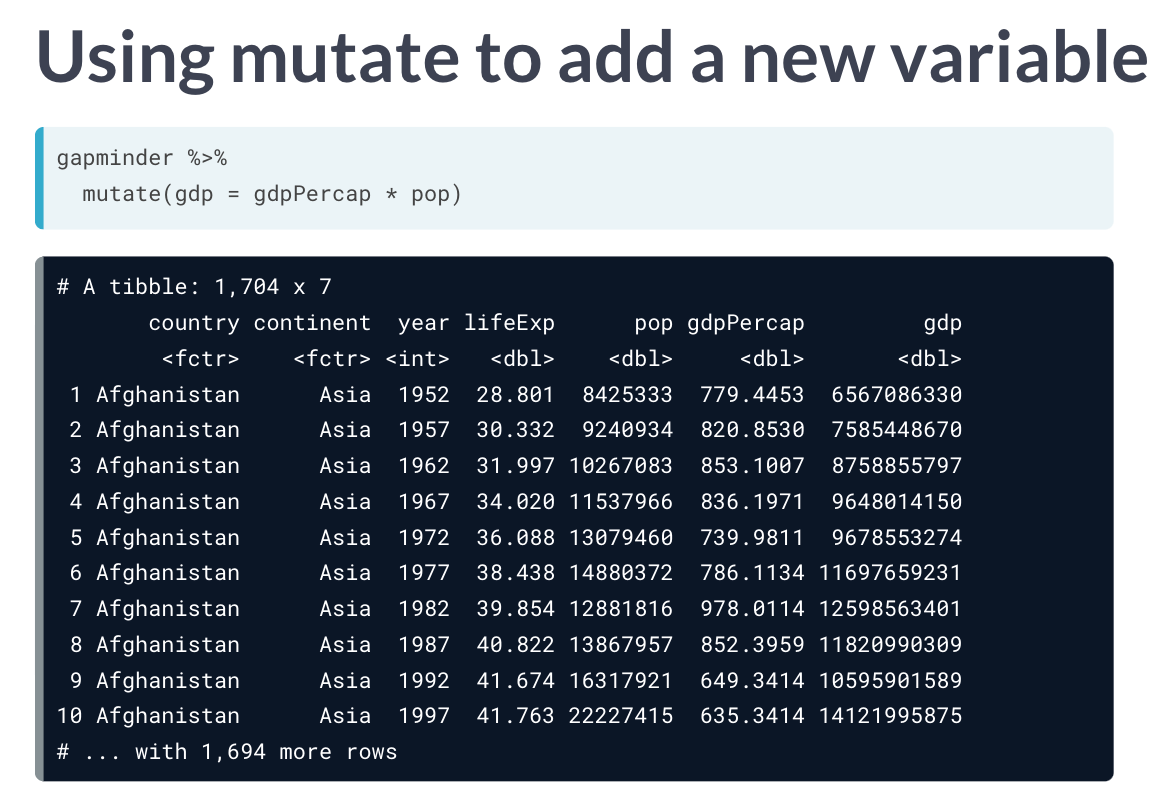 Using mutate to add a new variable
gapminder %>%
  mutate(gdp = gdpPercap * pop)
# A tibble: 1,704 x 7
       country continent  year lifeExp      pop gdpPercap         gdp
        <fctr>    <fctr> <int>   <dbl>    <dbl>     <dbl>       <dbl>
 1 Afghanistan      Asia  1952  28.801  8425333  779.4453  6567086330
 2 Afghanistan      Asia  1957  30.332  9240934  820.8530  7585448670
 3 Afghanistan      Asia  1962  31.997 10267083  853.1007  8758855797
 4 Afghanistan      Asia  1967  34.020 11537966  836.1971  9648014150
 5 Afghanistan      Asia  1972  36.088 13079460  739.9811  9678553274
 6 Afghanistan      Asia  1977  38.438 14880372  786.1134 11697659231
 7 Afghanistan      Asia  1982  39.854 12881816  978.0114 12598563401
 8 Afghanistan      Asia  1987  40.822 13867957  852.3959 11820990309
 9 Afghanistan      Asia  1992  41.674 16317921  649.3414 10595901589
10 Afghanistan      Asia  1997  41.763 22227415  635.3414 14121995875
# ... with 1,694 more rows